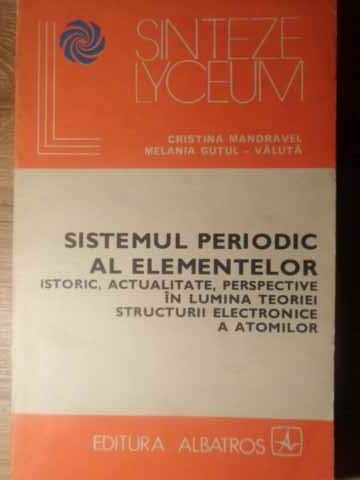 SINTEZE
LYCEUM
CRISTINA MANDRAVEL
MELANIA GUȚUL - VĂLUȚĂ
SISTEMUL PERIODIC
AL ELEMENTELOR
ISTORIC, ACTUALITATE, PERSPECTIVE
ÎN LUMINA TEORIEI
STRUCTURII ELECTRONICE
A ATOMILOR
EDITURA ALBATROS